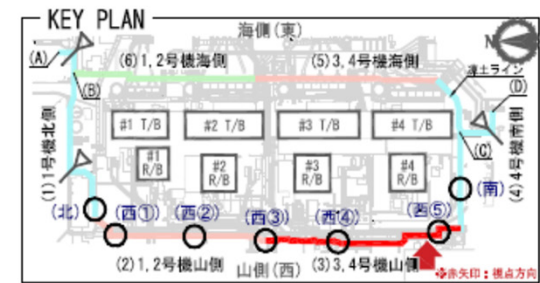 KEY PLAN
海側(東)
N
(A)
(6)1,2号機海側
(5)3,4号機海側
凍土ライン
(B)
(D)
#1 T/B
#2 T/B
#3 T/B
#4 T/B
(C)
(1)1号機北側
(4)4号機南側
#1
R/B
#2
R/B
#3
R/B
#4
R/B
(北)
(西①)
(西②)
(西③)
(西④)
(西⑤)
(南)
(2)1,2号機山側
山側(西)
(3)3,4号機山側
※赤矢印:視点方向